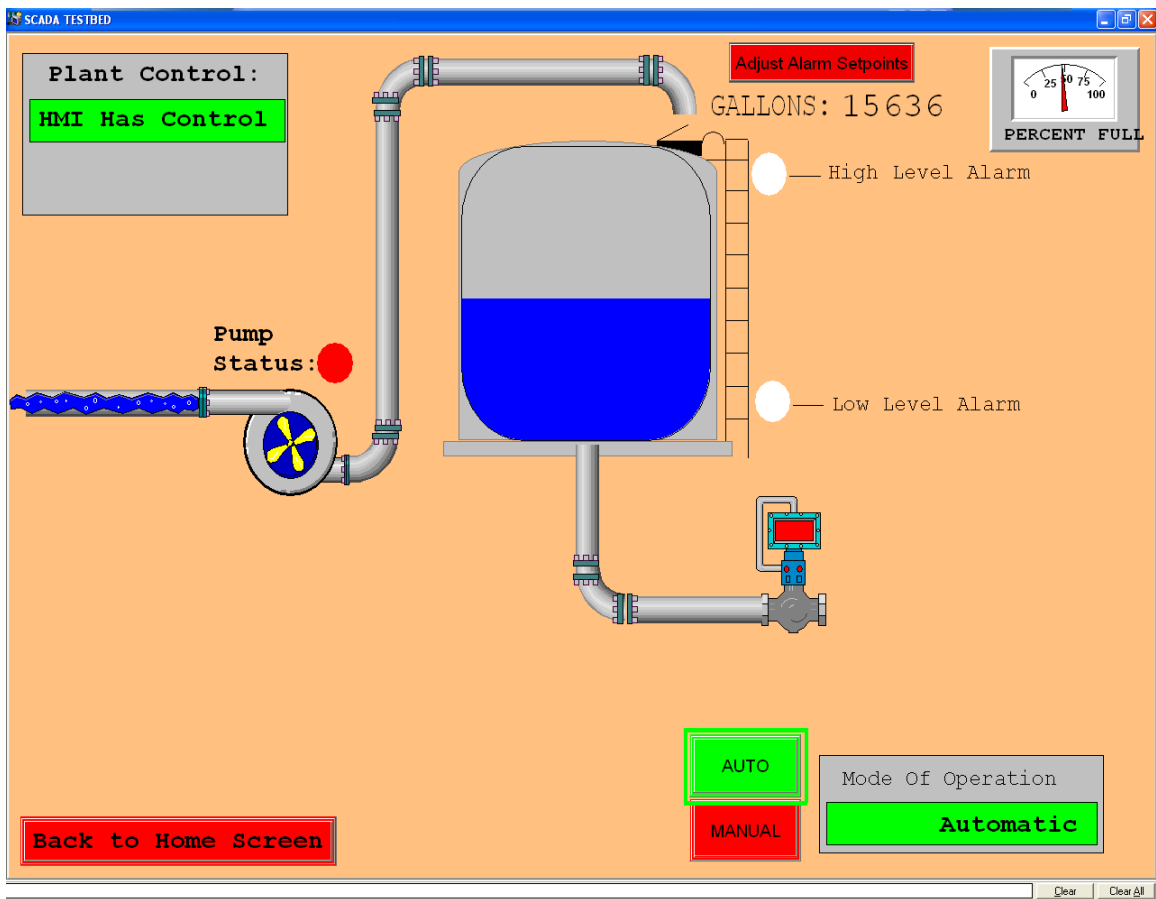 SCADA TESTBED
Plant Control:
HMI Has Control
Adjust Alarm Setpoints
GALLONS: 15636
0 25 50 75 100
PERCENT FULL
High Level Alarm
Pump
Status:
Low Level Alarm
AUTO
MANUAL
Mode Of Operation
Automatic
Back to Home Screen
Clear
Clear All